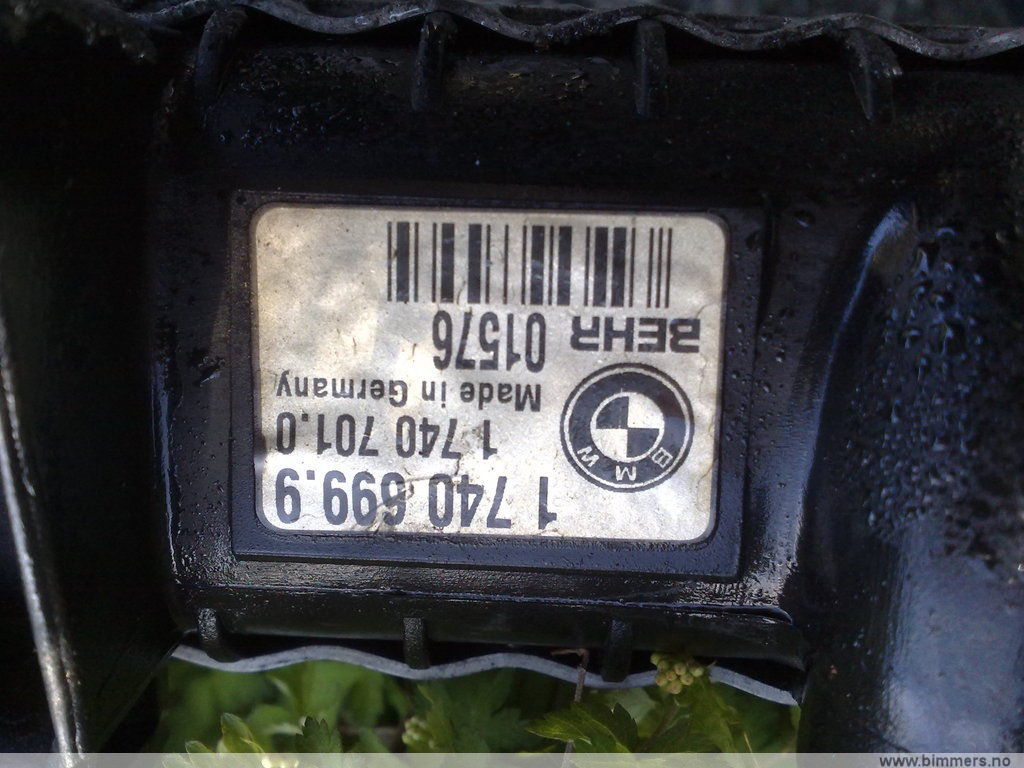 1 740 699.9
1 740 701.0
Made in Germany
BMW
BEHR 01576
www.bimmers.no